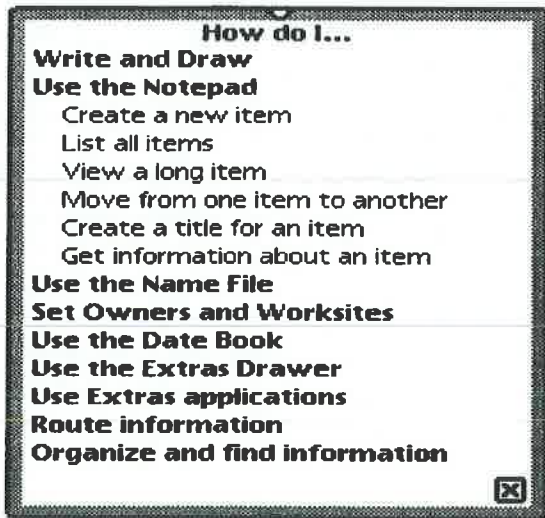 How do I...
Write and Draw
Use the Notepad
Create a new item
List all items
View a long item
Move from one item to another
Create a title for an item
Get information about an item
Use the Name File
Set Owners and Worksites
Use the Date Book
Use the Extras Drawer
Use Extras applications
Route information
Organize and find information